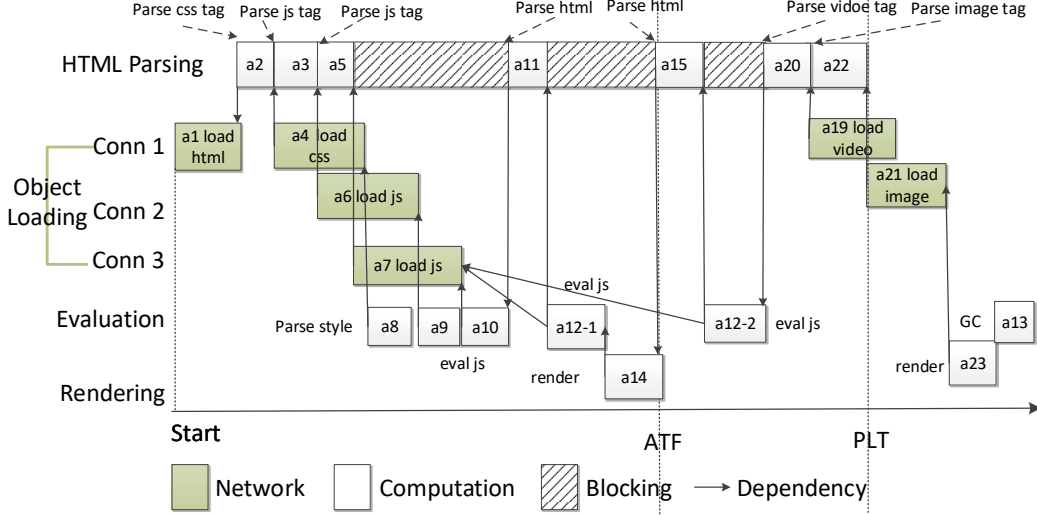 Parse css tag
Parse js tag
Parse js tag
Parse html
Parse html
Parse vidoe tag
Parse image tag
HTML Parsing
a2
a3
a5
a11
a15
a20
a22
Conn 1
a1 load
html
a4 load
css
a19 load
video
Object
Loading
Conn 2
a6 load js
a21 load
image
Conn 3
a7 load js
eval js
Evaluation
Parse style
a8
a9
a10
a12-1
a12-2
eval js
GC
a13
eval js
render
a14
render
a23
Rendering
Start
ATF
PLT
Network
Computation
Blocking
Dependency